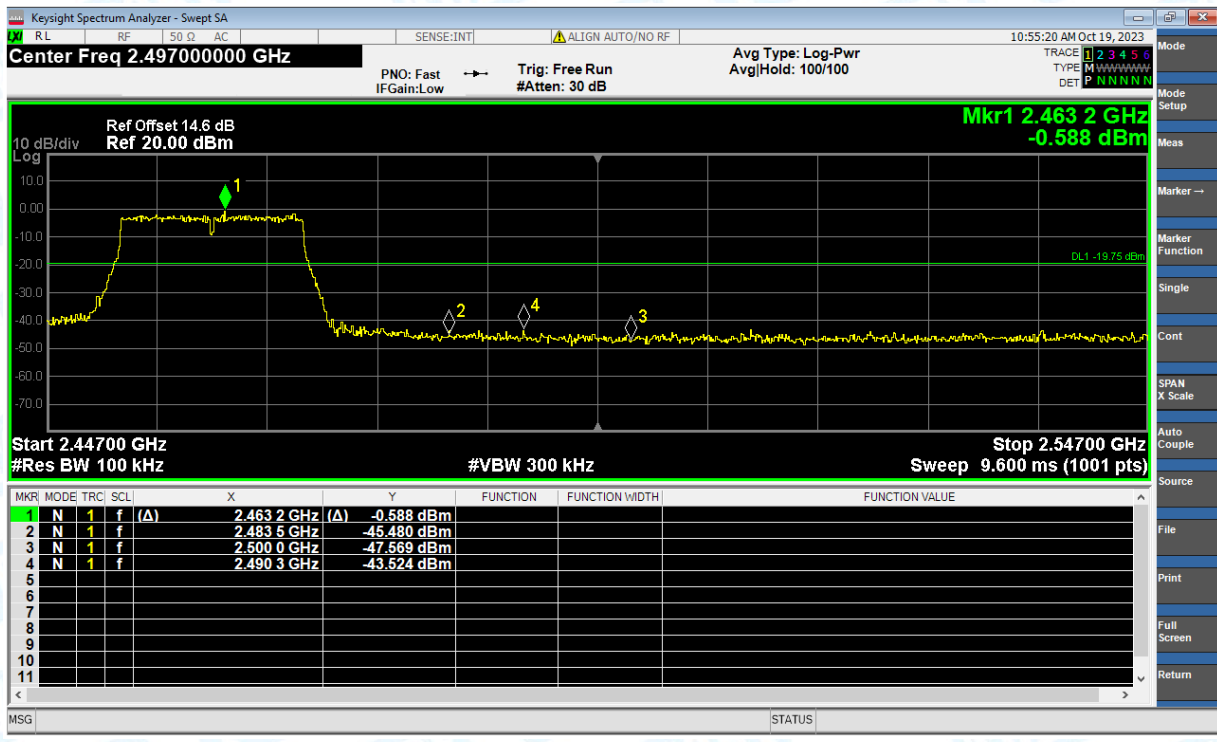 Keysight Spectrum Analyzer - Swept SA
LXI RL RF 50 Ω AC SENSE:INT ALIGN AUTO/NO RF 10:55:20 AM Oct 19, 2023
Center Freq 2.497000000 GHz
PNO: Fast
IFGain:Low
Trig: Free Run
#Atten: 30 dB
Avg Type: Log-Pwr
Avg|Hold: 100/100
TRACE 1 2 3 4 5 6
TYPE M WWWWW
DET P N N N N N
Mkr1 2.463 2 GHz
-0.588 dBm
Ref Offset 14.6 dB
10 dB/div Ref 20.00 dBm
Log
10.0
0.00
-10.0
-20.0
-30.0
-40.0
-50.0
-60.0
-70.0
1
2
4
3
DL1 -19.75 dBm
Start 2.44700 GHz Stop 2.54700 GHz
#Res BW 100 kHz #VBW 300 kHz Sweep 9.600 ms (1001 pts)
MKR MODE TRC SCL X Y FUNCTION FUNCTION WIDTH FUNCTION VALUE
1 N 1 f (Δ) 2.463 2 GHz (Δ) -0.588 dBm
2 N 1 f 2.483 5 GHz -45.480 dBm
3 N 1 f 2.500 0 GHz -47.569 dBm
4 N 1 f 2.490 3 GHz -43.524 dBm
5
6
7
8
9
10
11
MSG STATUS
Mode
Mode
Setup
Meas
Marker →
Marker
Function
Single
Cont
SPAN
X Scale
Auto
Couple
Source
File
Print
Full
Screen
Return